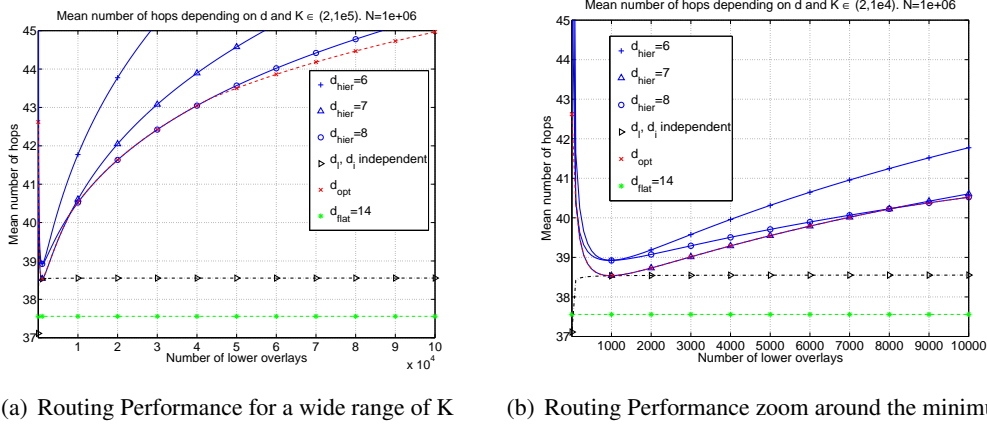 Mean number of hops depending on d and K ∈ (2,1e5). N=1e+06
45
44
43
42
41
40
39
38
37
Mean number of hops
d_hier=6
d_hier=7
d_hier=8
d_l, d_i independent
d_opt
d_flat=14
1 2 3 4 5 6 7 8 9 10
x 10^4
Number of lower overlays
(a) Routing Performance for a wide range of K
Mean number of hops depending on d and K ∈ (2,1e4). N=1e+06
45
44
43
42
41
40
39
38
37
Mean number of hops
d_hier=6
d_hier=7
d_hier=8
d_l, d_i independent
d_opt
d_flat=14
1000 2000 3000 4000 5000 6000 7000 8000 9000 10000
Number of lower overlays
(b) Routing Performance zoom around the minimu